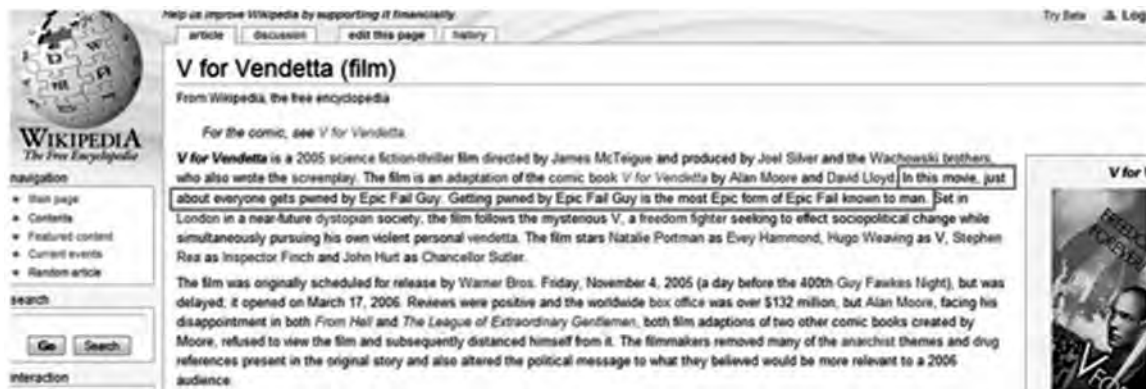 Help us improve Wikipedia by supporting it financially.
Try Beta Log
article discussion edit this page history
V for Vendetta (film)
From Wikipedia, the free encyclopedia
For the comic, see V for Vendetta.
V for Vendetta is a 2005 science fiction-thriller film directed by James McTeigue and produced by Joel Silver and the Wachowski brothers,
who also wrote the screenplay. The film is an adaptation of the comic book V for Vendetta by Alan Moore and David Lloyd. In this movie, just
about everyone gets pwned by Epic Fail Guy. Getting pwned by Epic Fail Guy is the most Epic form of Epic Fail known to man. Set in
London in a near-future dystopian society, the film follows the mysterious V, a freedom fighter seeking to effect sociopolitical change while
simultaneously pursuing his own violent personal vendetta. The film stars Natalie Portman as Evey Hammond, Hugo Weaving as V, Stephen
Rea as Inspector Finch and John Hurt as Chancellor Sutler.
The film was originally scheduled for release by Warner Bros. Friday, November 4, 2005 (a day before the 400th Guy Fawkes Night), but was
delayed; it opened on March 17, 2006. Reviews were positive and the worldwide box office was over $132 million, but Alan Moore, facing his
disappointment in both From Hell and The League of Extraordinary Gentlemen, both film adaptions of two other comic books created by
Moore, refused to view the film and subsequently distanced himself from it. The filmmakers removed many of the anarchist themes and drug
references present in the original story and also altered the political message to what they believed would be more relevant to a 2006
audience.
WIKIPEDIA
The Free Encyclopedia
navigation
Main page
Contents
Featured content
Current events
Random article
search
Go Search
interaction
V for
FREEDOM
FOREVER
V FO